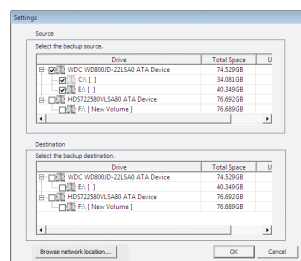 Settings
Source
Select the backup source.
Drive Total Space U
WDC WD800JD-22LSA0 ATA Device 74.529GB
C:\ [ ] 34.081GB
E:\ [ ] 40.349GB
HDS722580VLSA80 ATA Device 76.692GB
F:\ [ New Volume ] 76.689GB
Destination
Select the backup destination.
Drive Total Space U
WDC WD800JD-22LSA0 ATA Device 74.529GB
E:\ [ ] 40.349GB
HDS722580VLSA80 ATA Device 76.692GB
F:\ [ New Volume ] 76.689GB
Browse network location... OK Cancel